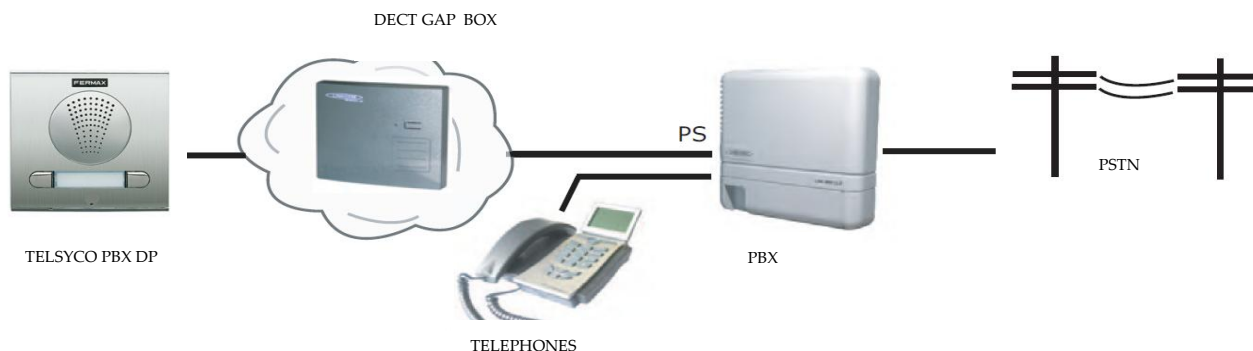 DECT GAP BOX
FERMAX
PS
PSTN
TELSYCO PBX DP
PBX
TELEPHONES